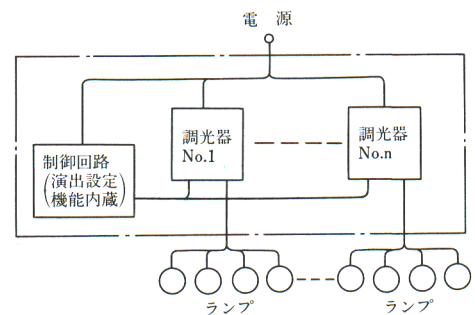 電源
調光器
No.1
調光器
No.n
制御回路
(演出設定
機能内蔵)
ランプ
ランプ